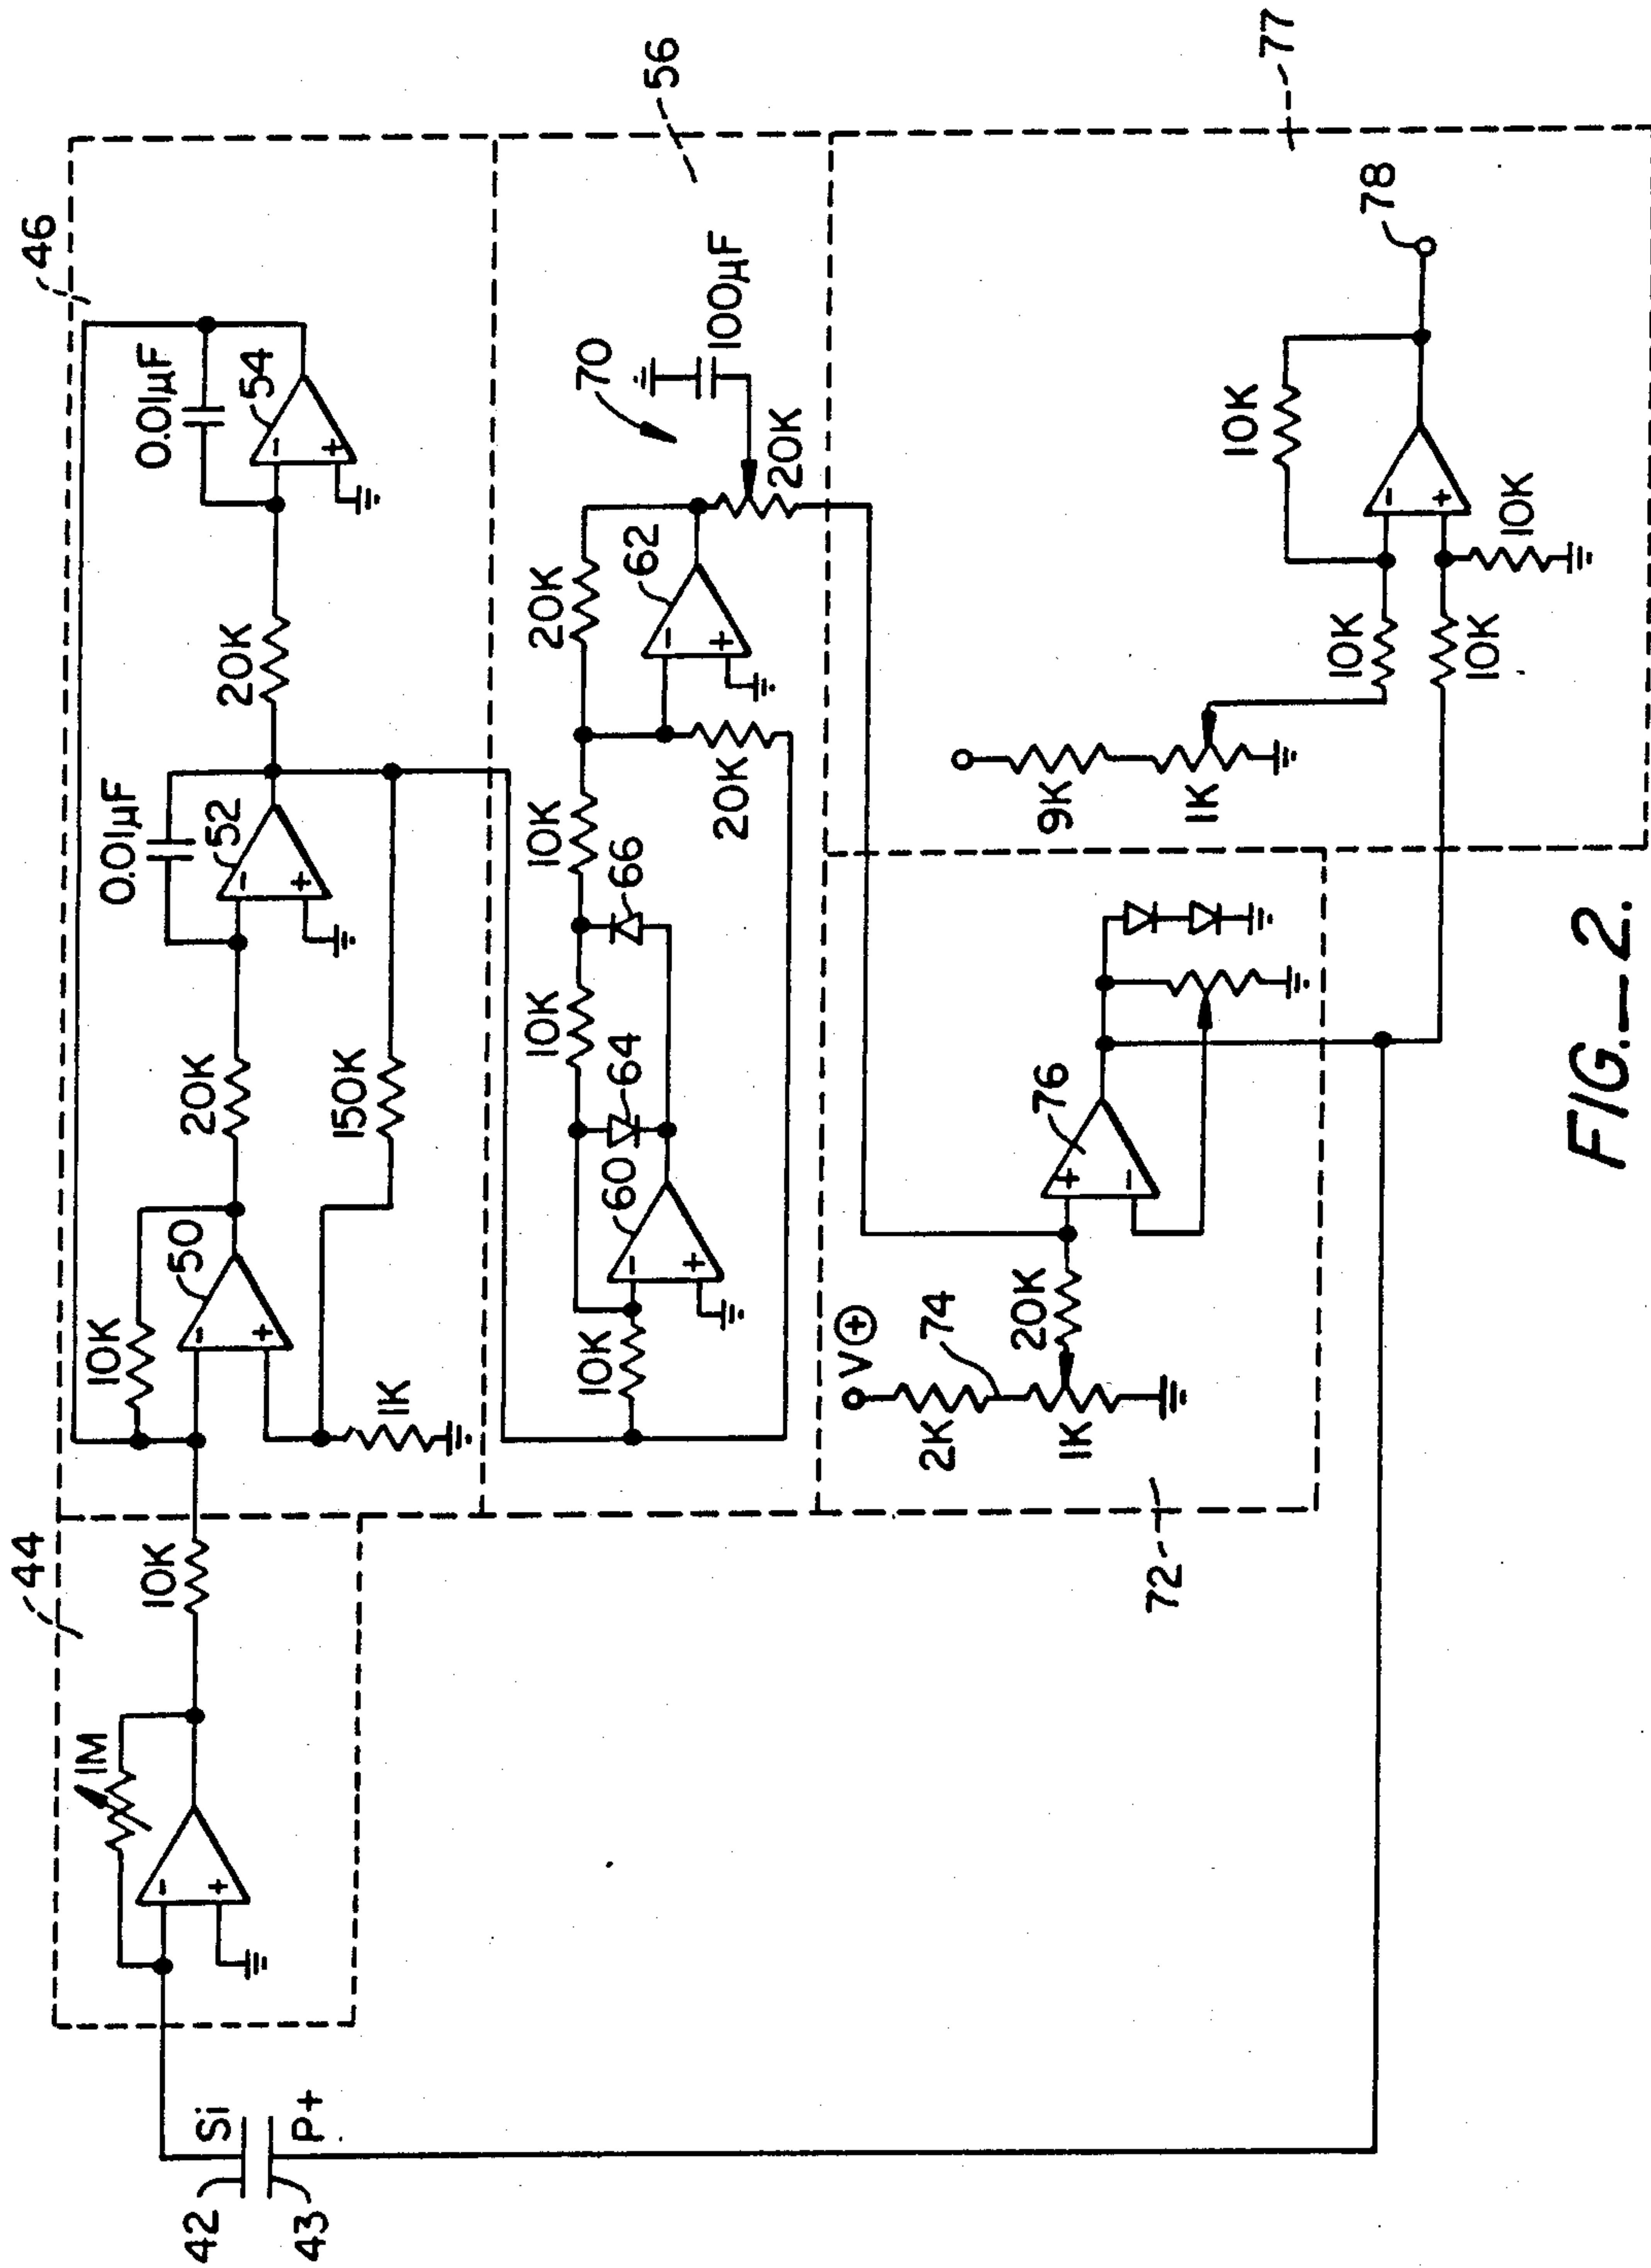 44
46
1M
10K
10K
50
1K
20K
150K
0.01µF
52
20K
0.01µF
54
42
Si
43
P+
10K
60
64
10K
66
10K
20K
62
20K
70
100µF
20K
56
V+
2K
74
1K
20K
76
72
9K
1K
10K
10K
10K
10K
78
77
- +
- +
- +
- +
- +
- +
+ -
- +
FIG.—2.